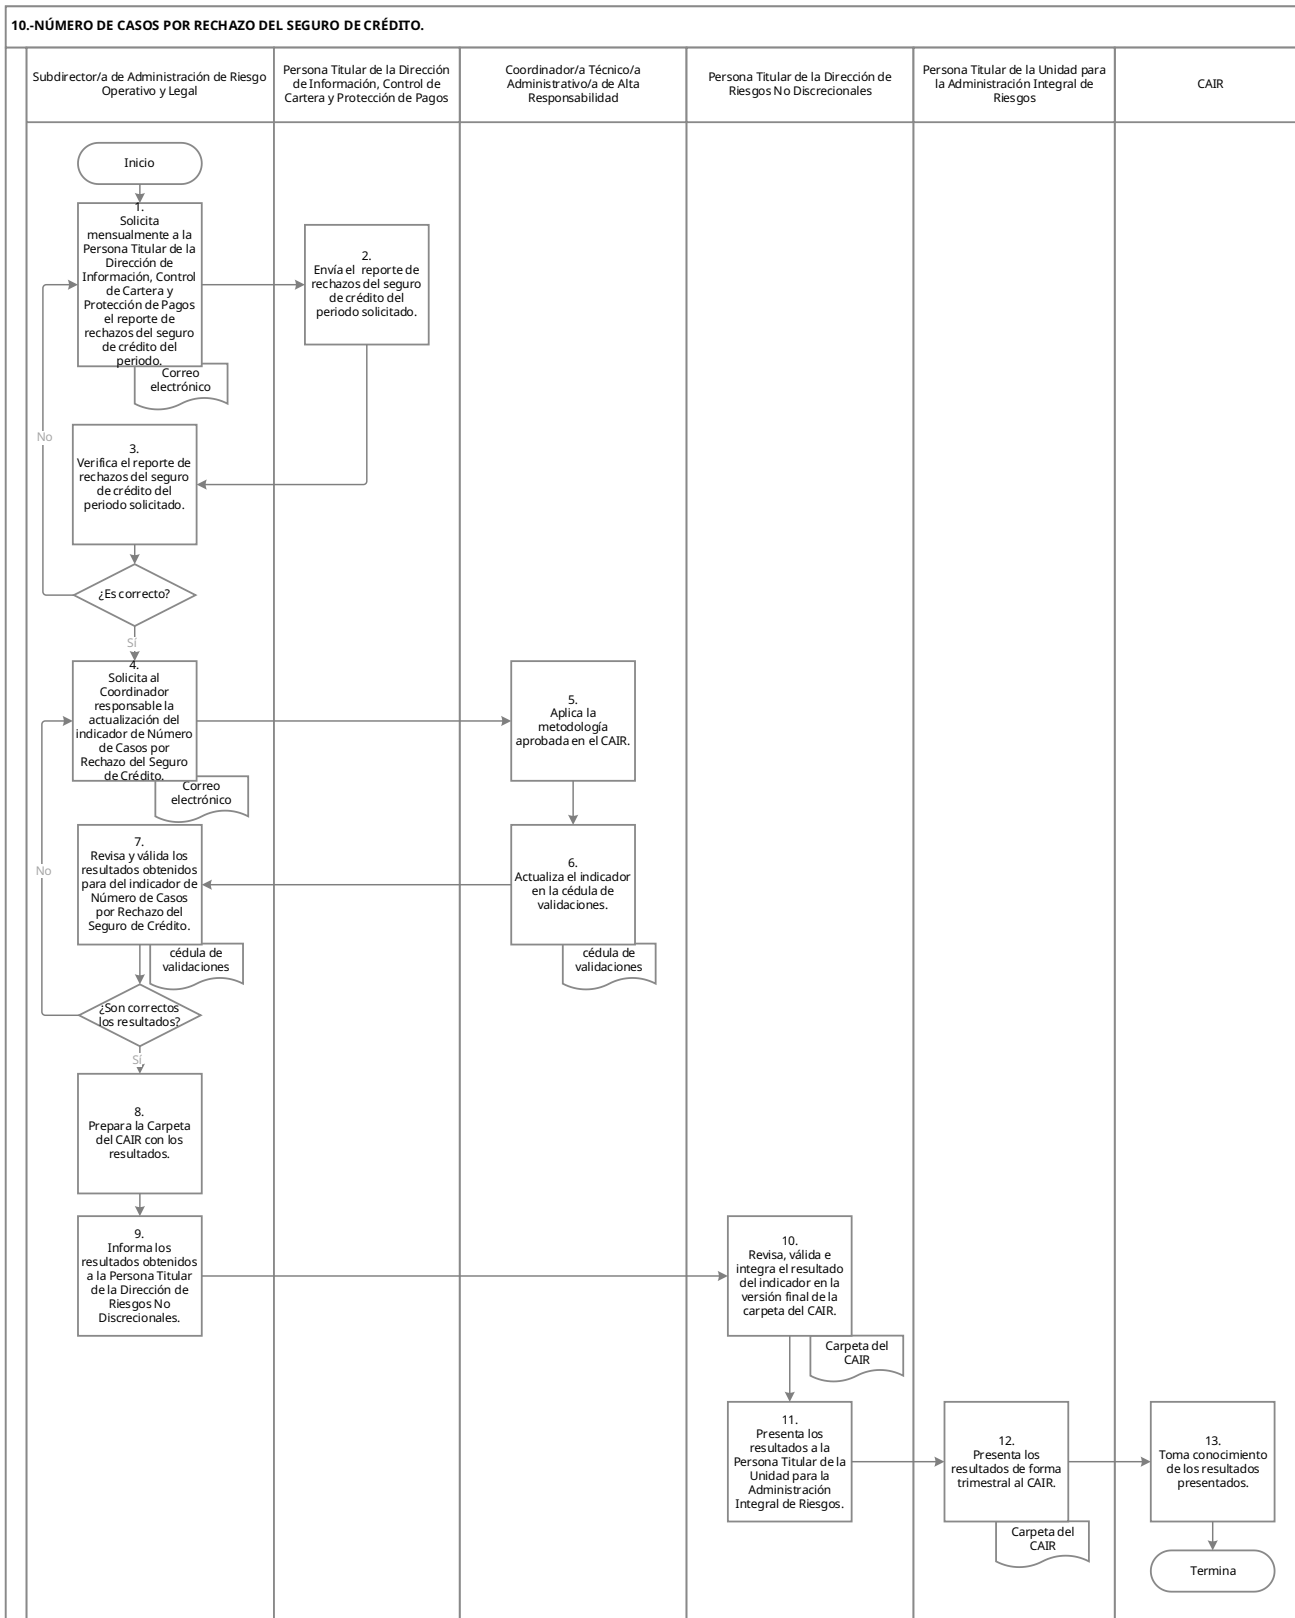 10.-NÚMERO DE CASOS POR RECHAZO DEL SEGURO DE CRÉDITO.
Subdirector/a de Administración de Riesgo
Operativo y Legal
Persona Titular de la Dirección
de Información, Control de
Cartera y Protección de Pagos
Coordinador/a Técnico/a
Administrativo/a de Alta
Responsabilidad
Persona Titular de la Dirección de
Riesgos No Discrecionales
Persona Titular de la Unidad para
la Administración Integral de
Riesgos
CAIR
Inicio
1.
Solicita
mensualmente a la
Persona Titular de la
Dirección de
Información, Control
de Cartera y
Protección de Pagos
el reporte de
rechazos del seguro
de crédito del
periodo.
Correo
electrónico
2.
Envía el reporte de
rechazos del seguro
de crédito del
periodo solicitado.
No
3.
Verifica el reporte de
rechazos del seguro
de crédito del
periodo solicitado.
¿Es correcto?
Sí
4.
Solicita al
Coordinador
responsable la
actualización del
indicador de Número
de Casos por
Rechazo del Seguro
de Crédito.
Correo
electrónico
5.
Aplica la
metodología
aprobada en el CAIR.
6.
Actualiza el indicador
en la cédula de
validaciones.
cédula de
validaciones
No
7.
Revisa y válida los
resultados obtenidos
para del indicador de
Número de Casos
por Rechazo del
Seguro de Crédito.
cédula de
validaciones
¿Son correctos
los resultados?
Sí
8.
Prepara la Carpeta
del CAIR con los
resultados.
9.
Informa los
resultados obtenidos
a la Persona Titular
de la Dirección de
Riesgos No
Discrecionales.
10.
Revisa, válida e
integra el resultado
del indicador en la
versión final de la
carpeta del CAIR.
Carpeta del
CAIR
11.
Presenta los
resultados a la
Persona Titular de la
Unidad para la
Administración
Integral de Riesgos.
12.
Presenta los
resultados de forma
trimestral al CAIR.
Carpeta del
CAIR
13.
Toma conocimiento
de los resultados
presentados.
Termina